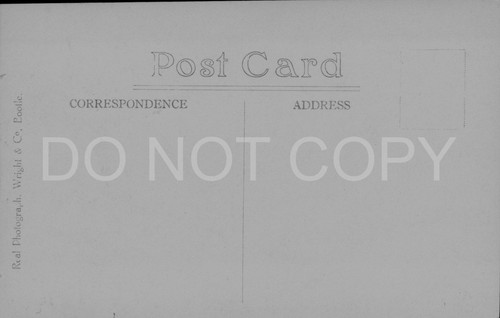 Post Card
CORRESPONDENCE
ADDRESS
DO NOT COPY
Real Photograph, Wright & Co. Bootle.